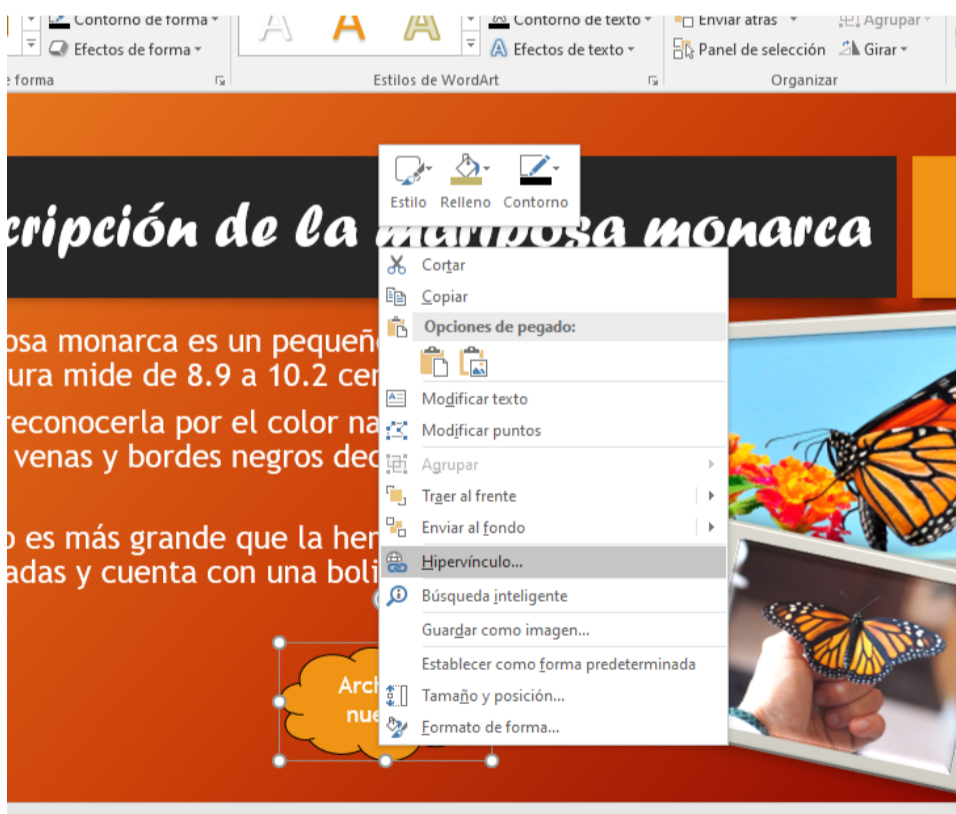 Contorno de forma
Contorno de texto
Enviar atrás
Agrupar
Efectos de forma
Efectos de texto
Panel de selección
Girar
forma
Estilos de WordArt
Organizar
Estilo Relleno Contorno
cripción de la mariposa monarca
Cortar
Copiar
Opciones de pegado:
Modificar texto
Modificar puntos
Agrupar
Traer al frente
Enviar al fondo
Hipervínculo...
Búsqueda inteligente
Guardar como imagen...
Establecer como forma predeterminada
Tamaño y posición...
Formato de forma...
osa monarca es un pequeñ
ura mide de 8.9 a 10.2 cer
reconocerla por el color na
venas y bordes negros dec
es más grande que la her
adas y cuenta con una boli
Arch
nue